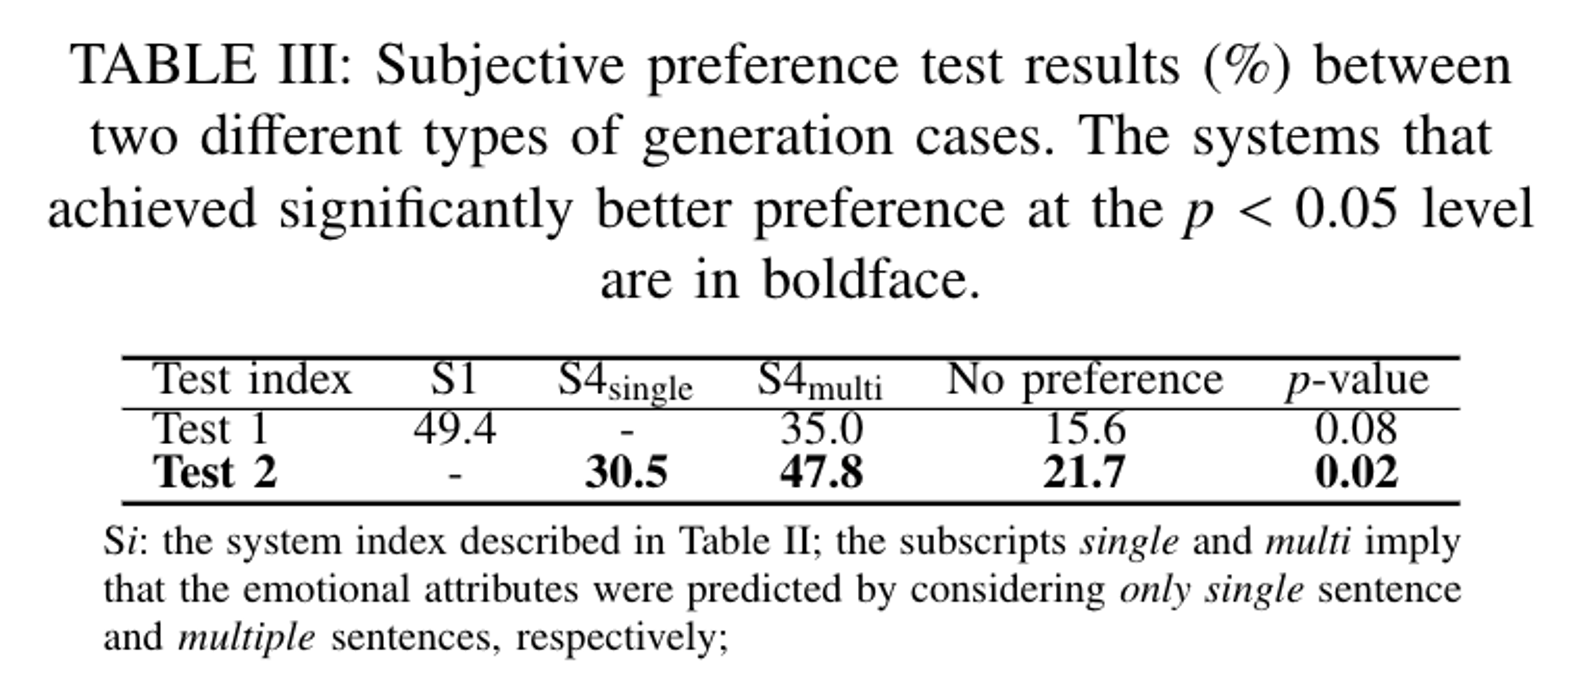 TABLE III: Subjective preference test results (%) between
two different types of generation cases. The systems that
achieved significantly better preference at the p < 0.05 level
are in boldface.
Test index S1 S4single S4multi No preference p-value
Test 1 49.4 - 35.0 15.6 0.08
Test 2 - 30.5 47.8 21.7 0.02
Si: the system index described in Table II; the subscripts single and multi imply
that the emotional attributes were predicted by considering only single sentence
and multiple sentences, respectively;